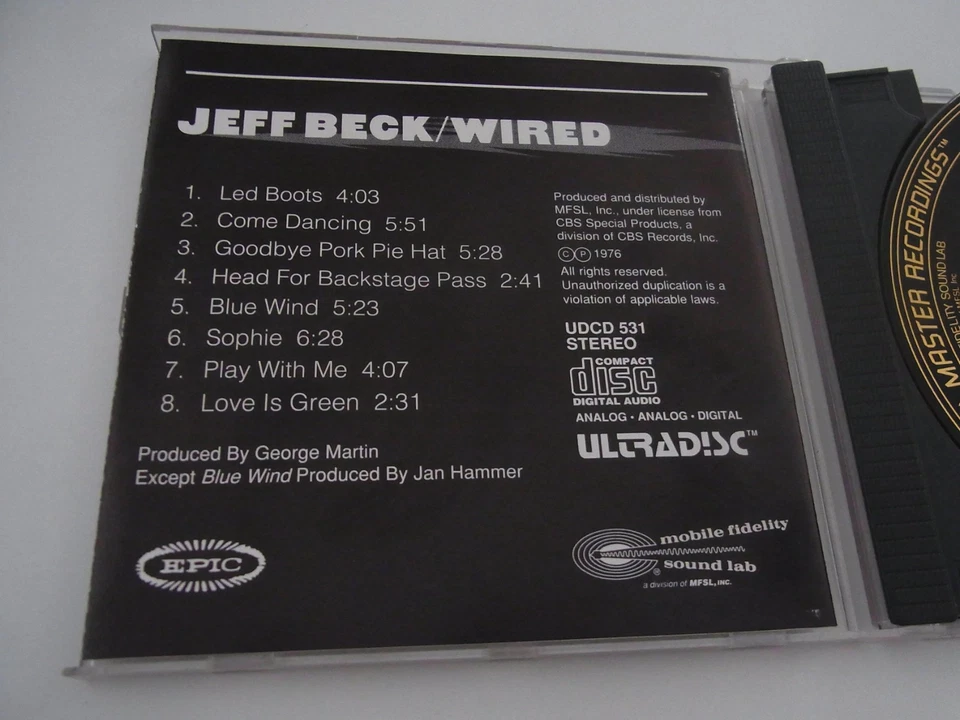 JEFF BECK/WIRED
1. Led Boots 4:03
2. Come Dancing 5:51
3. Goodbye Pork Pie Hat 5:28
4. Head For Backstage Pass 2:41
5. Blue Wind 5:23
6. Sophie 6:28
7. Play With Me 4:07
8. Love Is Green 2:31
Produced By George Martin
Except Blue Wind Produced By Jan Hammer
EPIC
Produced and distributed by
MFSL, Inc., under license from
CBS Special Products, a
division of CBS Records, Inc.
©℗ 1976
All rights reserved.
Unauthorized duplication is a
violation of applicable laws.
UDCD 531
STEREO
COMPACT
disc
DIGITAL AUDIO
ANALOG • ANALOG • DIGITAL
ULTRADISC™
mobile fidelity
sound lab
®
a division of MFSL, INC.
MASTER RECORDINGS™
FIDELITY SOUND LAB
MFSL Inc